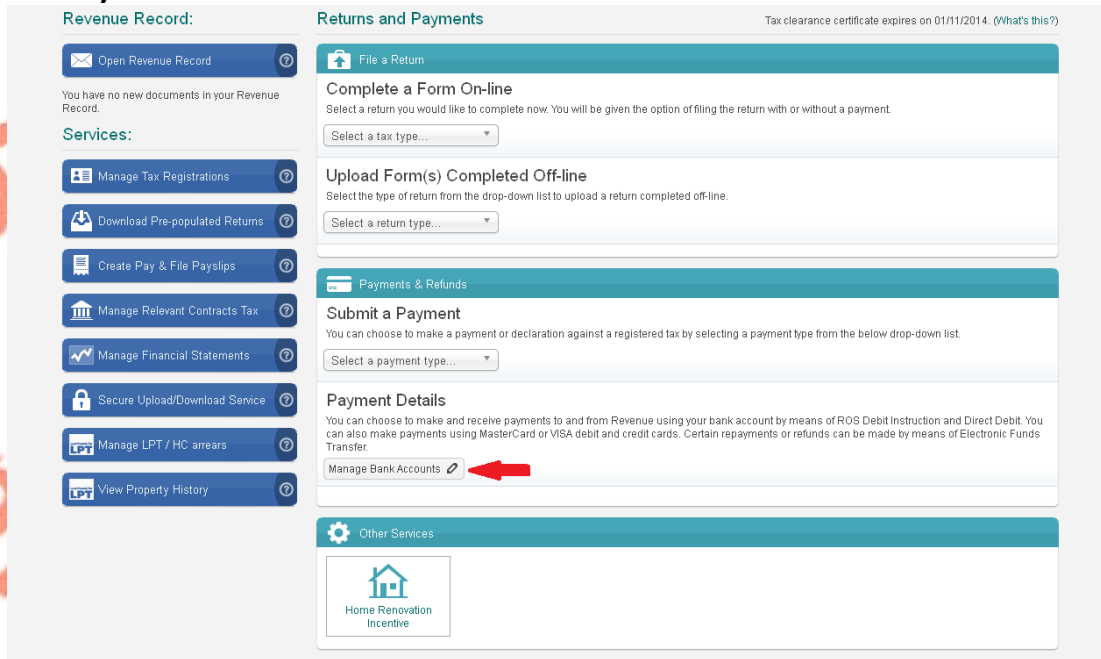 Revenue Record:
Open Revenue Record
You have no new documents in your Revenue
Record.
Services:
Manage Tax Registrations
Download Pre-populated Returns
Create Pay & File Payslips
Manage Relevant Contracts Tax
Manage Financial Statements
Secure Upload/Download Service
LPT Manage LPT / HC arrears
LPT View Property History
Returns and Payments
Tax clearance certificate expires on 01/11/2014. (What's this?)
File a Return
Complete a Form On-line
Select a return you would like to complete now. You will be given the option of filing the return with or without a payment.
Select a tax type...
Upload Form(s) Completed Off-line
Select the type of return from the drop-down list to upload a return completed off-line.
Select a return type...
Payments & Refunds
Submit a Payment
You can choose to make a payment or declaration against a registered tax by selecting a payment type from the below drop-down list.
Select a payment type...
Payment Details
You can choose to make and receive payments to and from Revenue using your bank account by means of ROS Debit Instruction and Direct Debit. You
can also make payments using MasterCard or VISA debit and credit cards. Certain repayments or refunds can be made by means of Electronic Funds
Transfer.
Manage Bank Accounts
Other Services
Home Renovation
Incentive